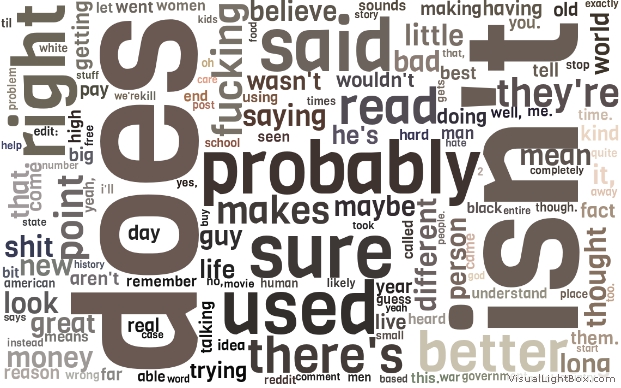 does
isn't
probably
sure
used
said
right
read
there's
better
they're
fucking
believe
sounds
story
making
having
old
exactly
til
let
went
women
kids
getting
white
food
little
you.
that,
bad
best
tell
stop
world
stuff
problem
pay
we're
kill
oh
care
end
post
wasn't
wouldn't
using
times
gets
saying
doing
well,
me.
time.
edit:
high
free
help
big
number
school
seen
he's
hard
man
hate
kind
quite
mean
completely
that.
come
yeah,
i'll
yes,
2
it,
away
point
state
makes
maybe
took
buy
day
guy
called
different
people.
person
came
god
black
entire
though.
fact
shit
bit
new
history
american
aren't
remember
life
no,
movie
human
likely
understand
place
thought
too.
look
says
great
means
instead
money
reason
wrong
far
real
case
able
word
talking
idea
trying
year
guess
yeah
live
heard
small
reddit
comment
men
based
this.
war
government
them.
start
long
VisualLightBox.com